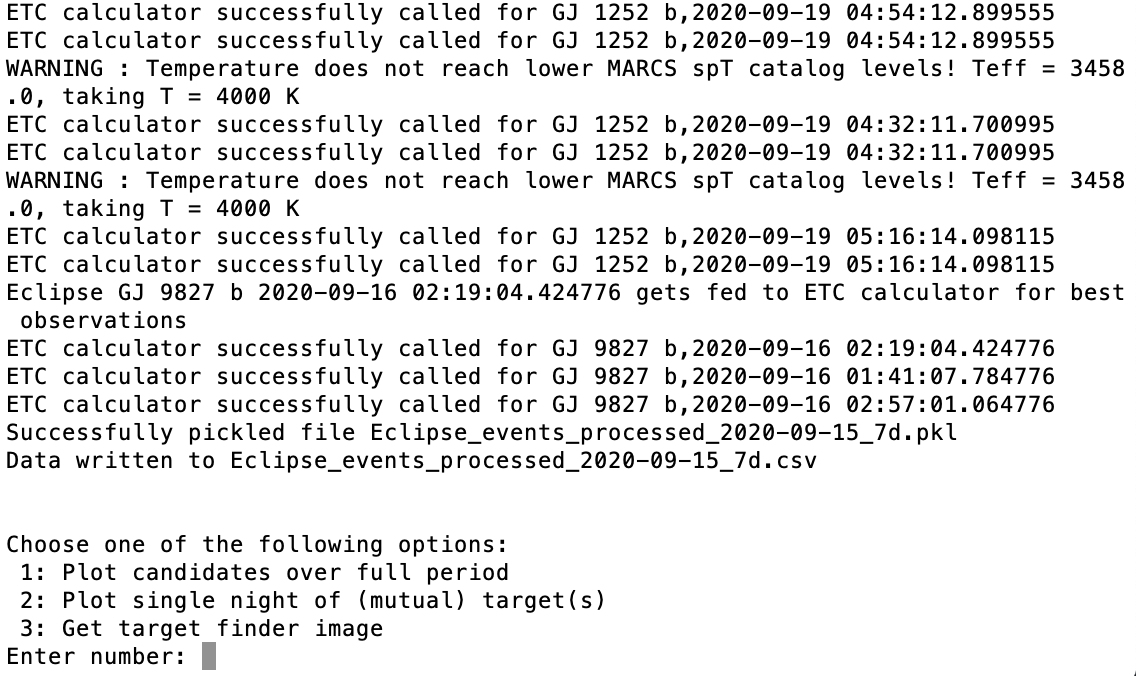 ETC calculator successfully called for GJ 1252 b,2020-09-19 04:54:12.899555
ETC calculator successfully called for GJ 1252 b,2020-09-19 04:54:12.899555
WARNING : Temperature does not reach lower MARCS spT catalog levels! Teff = 3458
.0, taking T = 4000 K
ETC calculator successfully called for GJ 1252 b,2020-09-19 04:32:11.700995
ETC calculator successfully called for GJ 1252 b,2020-09-19 04:32:11.700995
WARNING : Temperature does not reach lower MARCS spT catalog levels! Teff = 3458
.0, taking T = 4000 K
ETC calculator successfully called for GJ 1252 b,2020-09-19 05:16:14.098115
ETC calculator successfully called for GJ 1252 b,2020-09-19 05:16:14.098115
Eclipse GJ 9827 b 2020-09-16 02:19:04.424776 gets fed to ETC calculator for best
 observations
ETC calculator successfully called for GJ 9827 b,2020-09-16 02:19:04.424776
ETC calculator successfully called for GJ 9827 b,2020-09-16 01:41:07.784776
ETC calculator successfully called for GJ 9827 b,2020-09-16 02:57:01.064776
Successfully pickled file Eclipse_events_processed_2020-09-15_7d.pkl
Data written to Eclipse_events_processed_2020-09-15_7d.csv
Choose one of the following options:
 1: Plot candidates over full period
 2: Plot single night of (mutual) target(s)
 3: Get target finder image
Enter number: